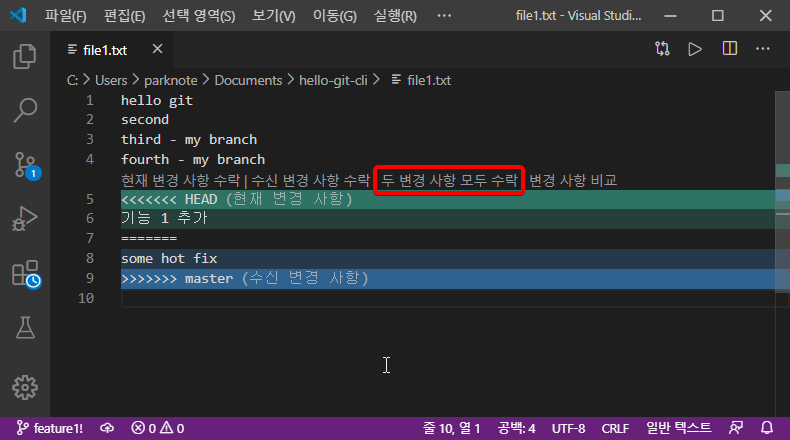 파일(F) 편집(E) 선택 영역(S) 보기(V) 이동(G) 실행(R) ··· file1.txt - Visual Studi...
file1.txt
C: > Users > parknote > Documents > hello-git-cli > file1.txt
1 hello git
2 second
3 third - my branch
4 fourth - my branch
현재 변경 사항 수락 | 수신 변경 사항 수락 두 변경 사항 모두 수락 변경 사항 비교
5 <<<<<<< HEAD (현재 변경 사항)
6 기능 1 추가
7 =======
8 some hot fix
9 >>>>>>> master (수신 변경 사항)
10
1
feature1! 0 0 줄 10, 열 1 공백: 4 UTF-8 CRLF 일반 텍스트